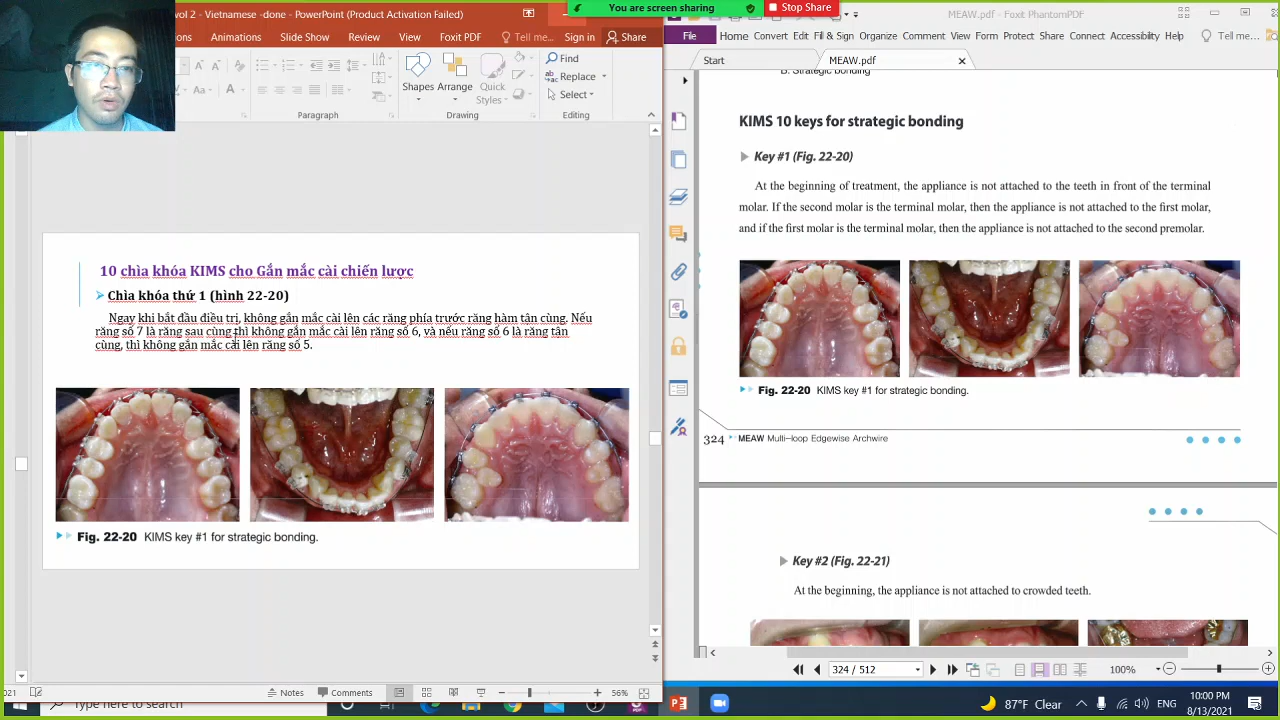 vol 2 - Vietnamese -done - PowerPoint (Product Activation Failed)
You are screen sharing
Stop Share
MEAW.pdf - Foxit PhantomPDF
Animations
Slide Show
Review
View
Foxit PDF
Tell me...
Sign in
Share
File
Home
Convert
Edit
Fill & Sign
Organize
Comment
View
Form
Protect
Share
Connect
Accessibility
Help
Tell me...
Start
MEAW.pdf
Shapes
Arrange
Quick
Styles
Find
Replace
Select
Paragraph
Drawing
Editing
10 chìa khóa KIMS cho Gắn mắc cài chiến lược
Chìa khóa thứ 1 (hình 22-20)
Ngay khi bắt đầu điều trị, không gắn mắc cài lên các răng phía trước răng hàm tận cùng. Nếu
răng số 7 là răng sau cùng thì không gắn mắc cài lên răng số 6, và nếu răng số 6 là răng tận
cùng, thì không gắn mắc cài lên răng số 5.
Fig. 22-20 KIMS key #1 for strategic bonding.
B. Strategic bonding
KIMS 10 keys for strategic bonding
Key #1 (Fig. 22-20)
At the beginning of treatment, the appliance is not attached to the teeth in front of the terminal
molar. If the second molar is the terminal molar, then the appliance is not attached to the first molar,
and if the first molar is the terminal molar, then the appliance is not attached to the second premolar.
Fig. 22-20 KIMS key #1 for strategic bonding.
324 MEAW Multi-loop Edgewise Archwire
Key #2 (Fig. 22-21)
At the beginning, the appliance is not attached to crowded teeth.
324 / 512
100%
Notes
Comments
56%
Type here to search
87°F Clear
ENG
10:00 PM
8/13/2021